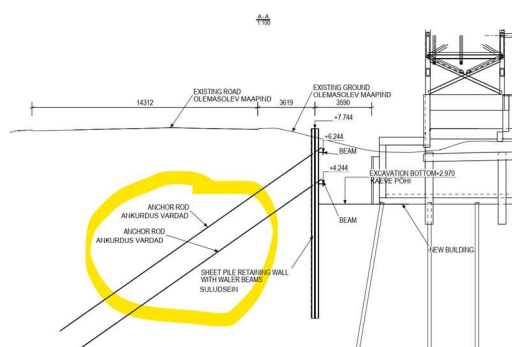 A-A
1:100
EXISTING ROAD
OLEMASOLEV MAAPIND
EXISTING GROUND
OLEMASOLEV MAAPIND
14312
3619
3590
+7.744
+6.244
BEAM
+4.244
EXCAVATION BOTTOM+2.970
KAEVE PÕHI
BEAM
ANCHOR ROD
ANKURDUS VARDAD
ANCHOR ROD
ANKURDUS VARDAD
NEW BUILDING
SHEET PILE RETAINING WALL
WITH WALER BEAMS
SULUDSEIN